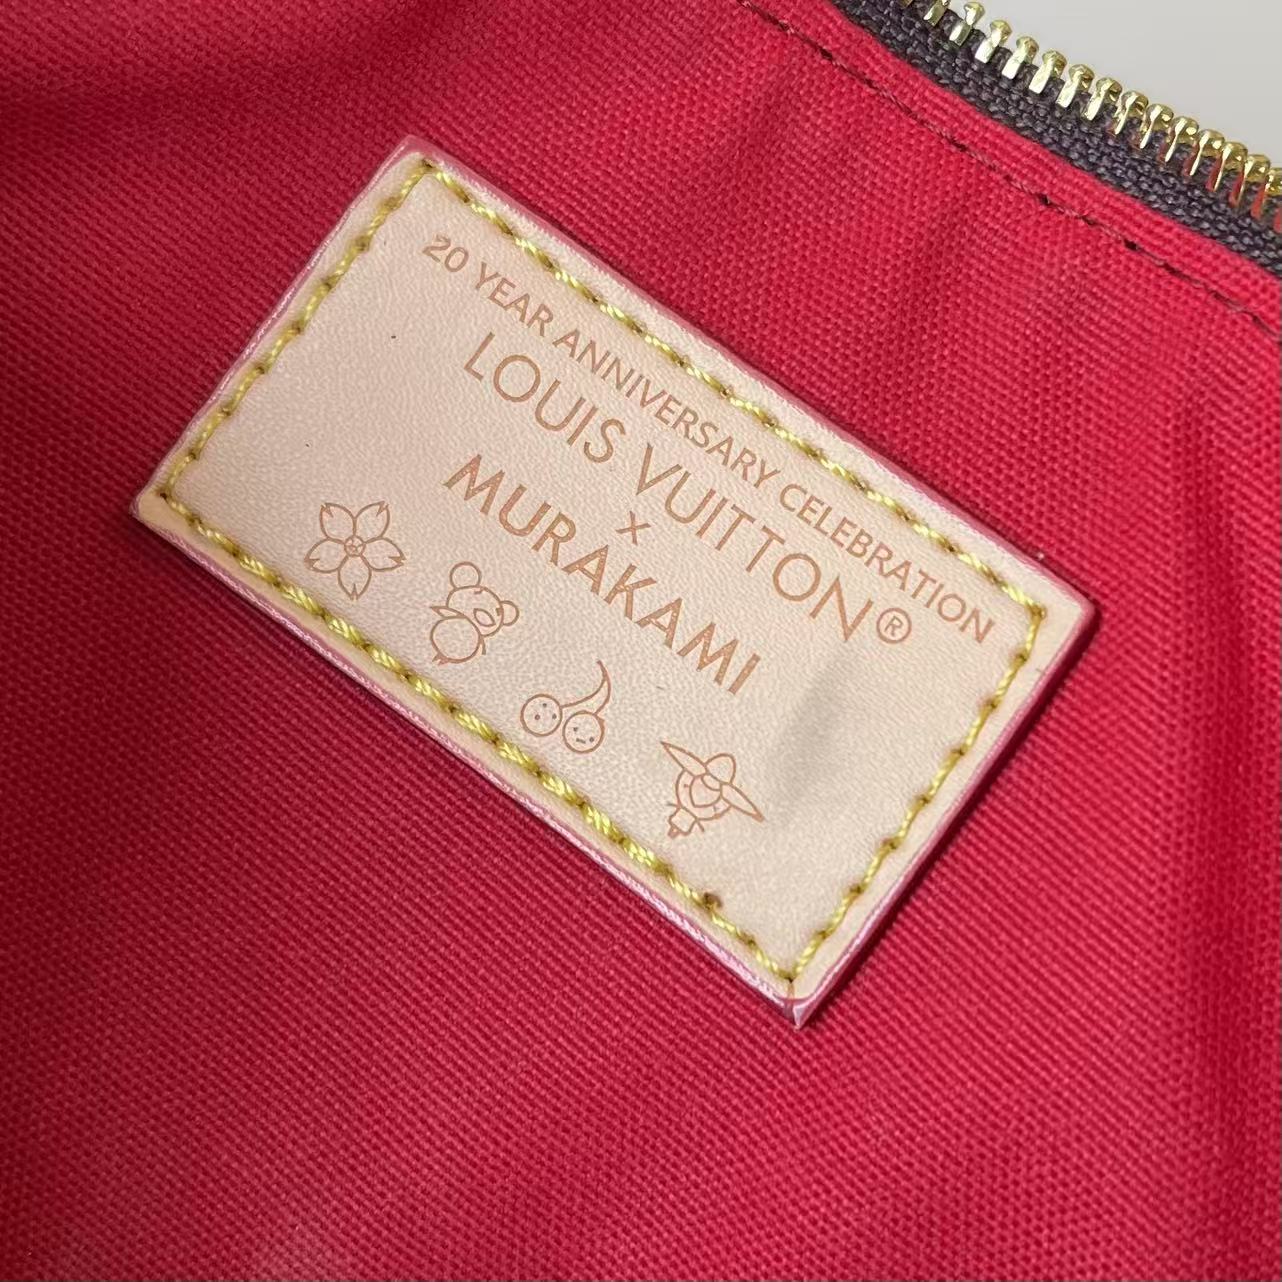 20 YEAR ANNIVERSARY CELEBRATION
LOUIS VUITTON®
×
MURAKAMI